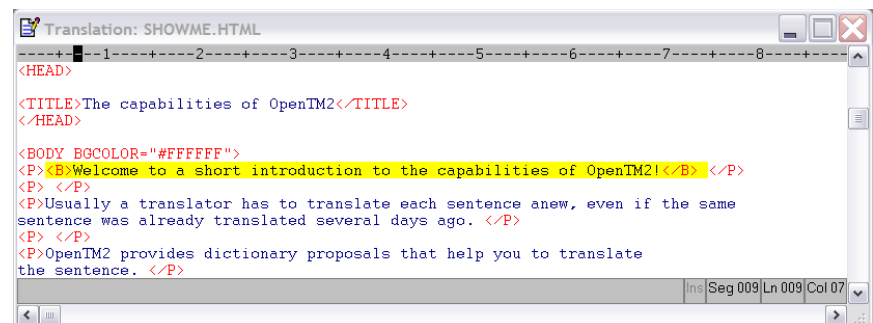 Translation: SHOWME.HTML
----+-█--1----+----2----+----3----+----4----+----5----+----6----+----7----+----8----+----
<HEAD>
<TITLE>The capabilities of OpenTM2</TITLE>
</HEAD>
<BODY BGCOLOR="#FFFFFF">
<P><B>Welcome to a short introduction to the capabilities of OpenTM2!</B> </P>
<P> </P>
<P>Usually a translator has to translate each sentence anew, even if the same
sentence was already translated several days ago. </P>
<P> </P>
<P>OpenTM2 provides dictionary proposals that help you to translate
the sentence. </P>
Ins Seg 009 Ln 009 Col 07